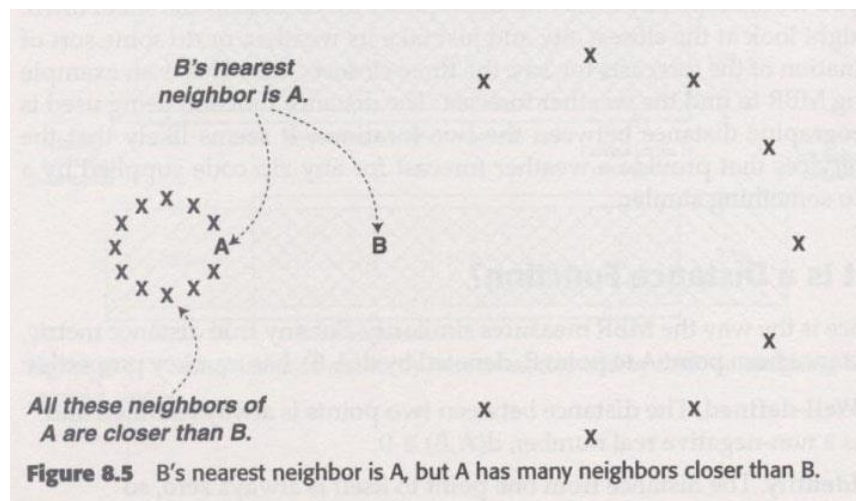 B's nearest
neighbor is A.
X
X X
X
X X X
X X
X A B X
X X
X X X
X
X X
X
All these neighbors of
A are closer than B.
Figure 8.5 B's nearest neighbor is A, but A has many neighbors closer than B.